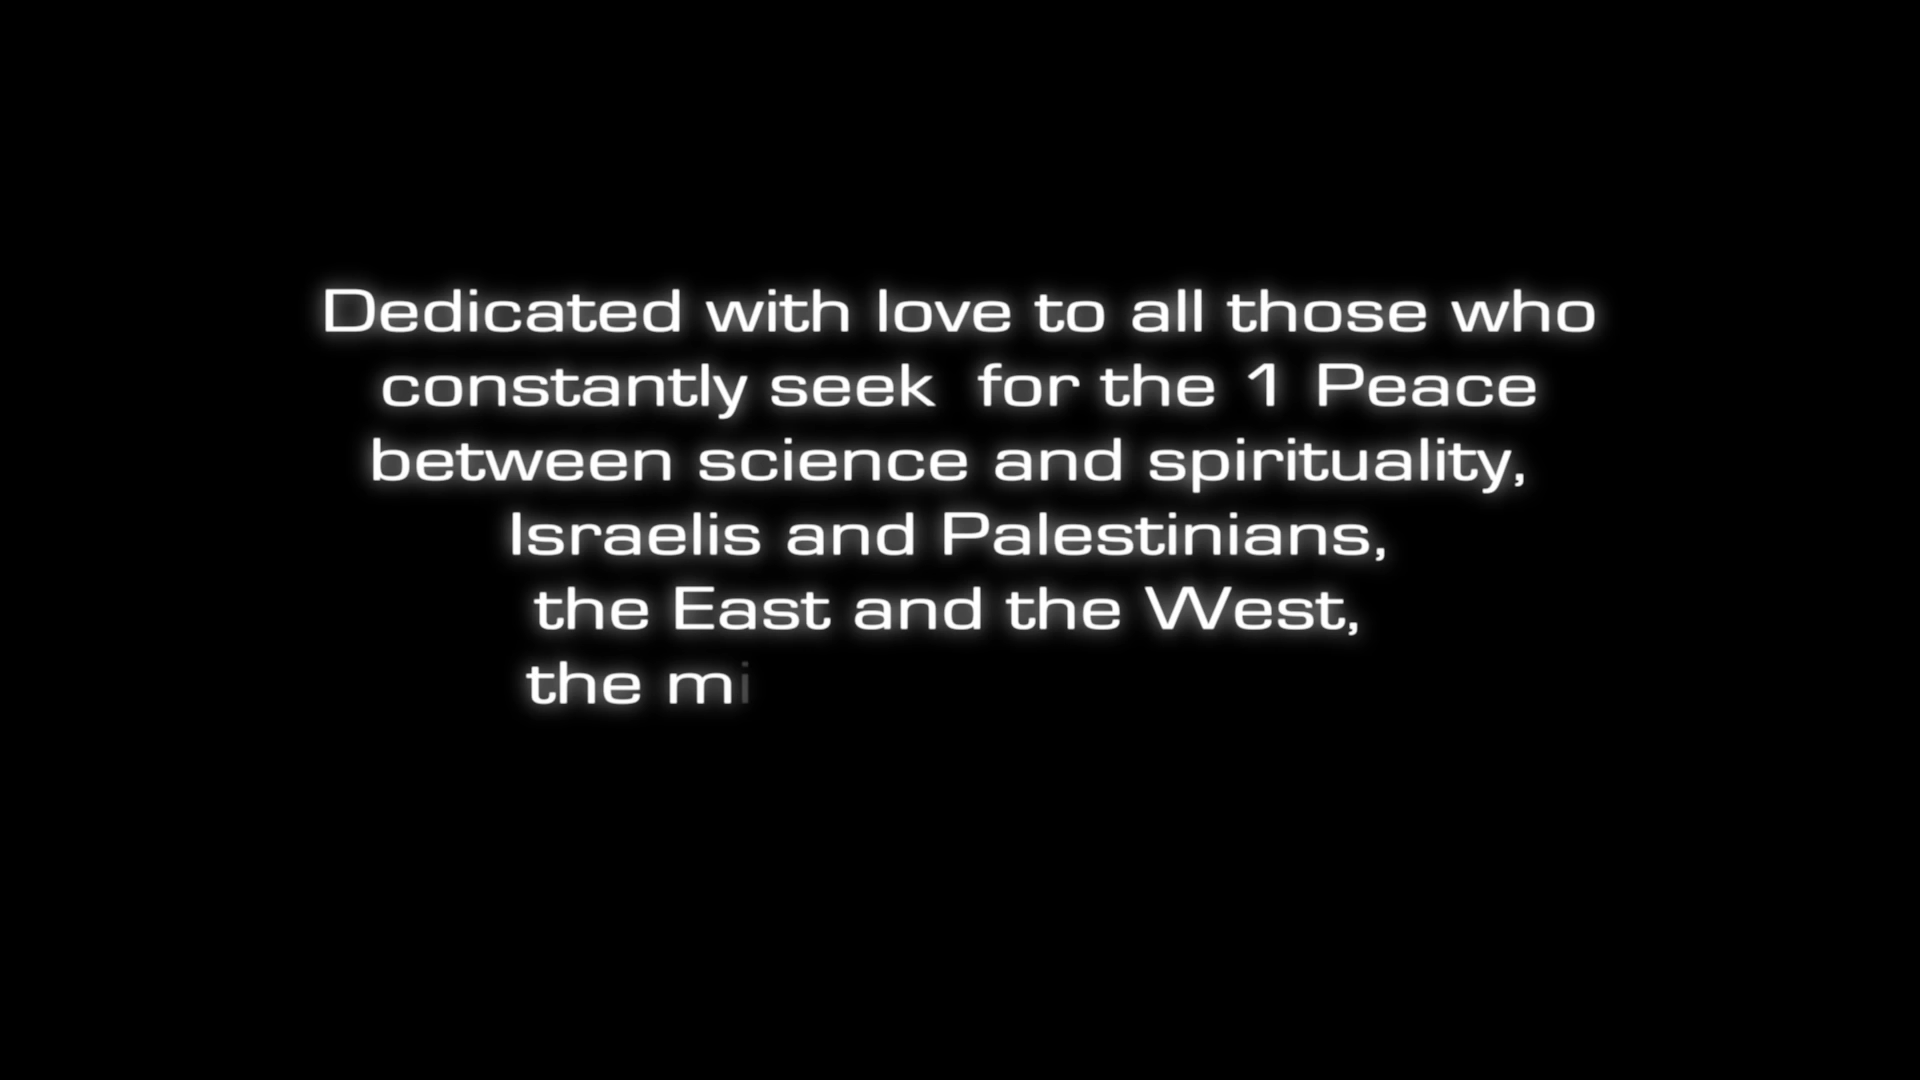 Dedicated with love to all those who
constantly seek  for the 1 Peace
between science and spirituality,
Israelis and Palestinians,
the East and the West,
the mi